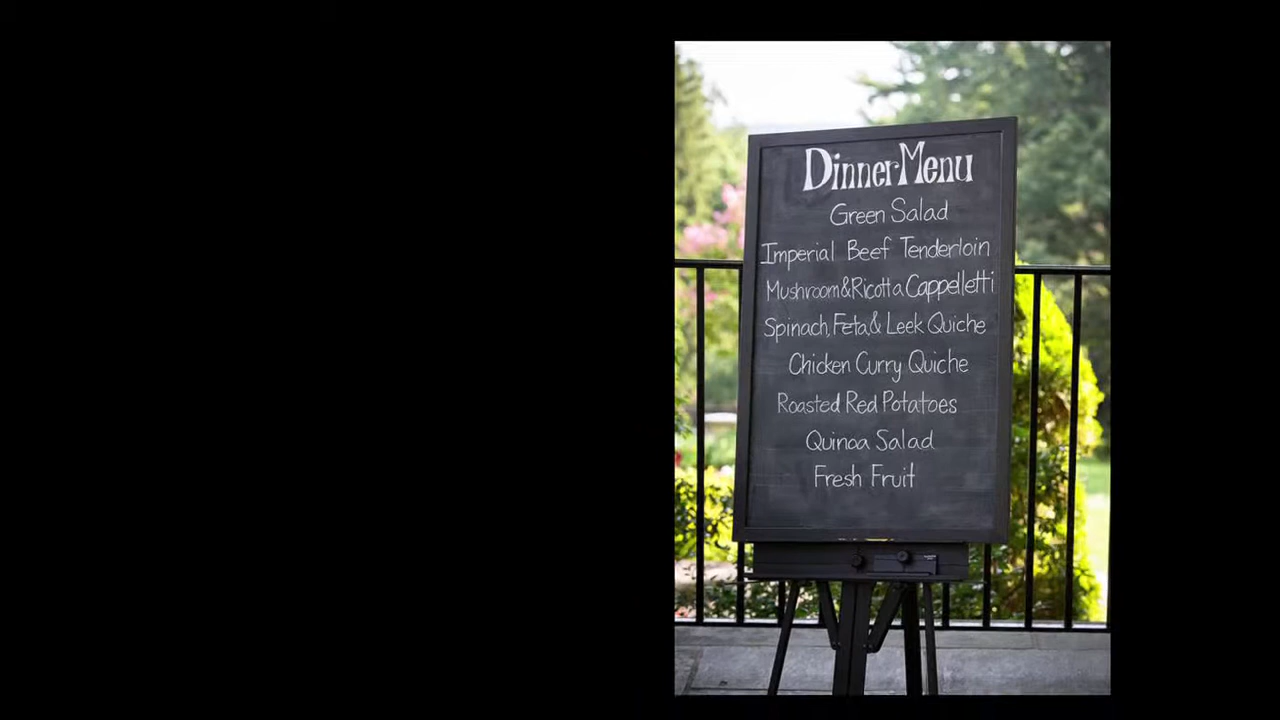 Dinner Menu
Green Salad
Imperial Beef Tenderloin
Mushroom & Ricotta Cappelletti
Spinach, Feta, & Leek Quiche
Chicken Curry Quiche
Roasted Red Potatoes
Quinoa Salad
Fresh Fruit